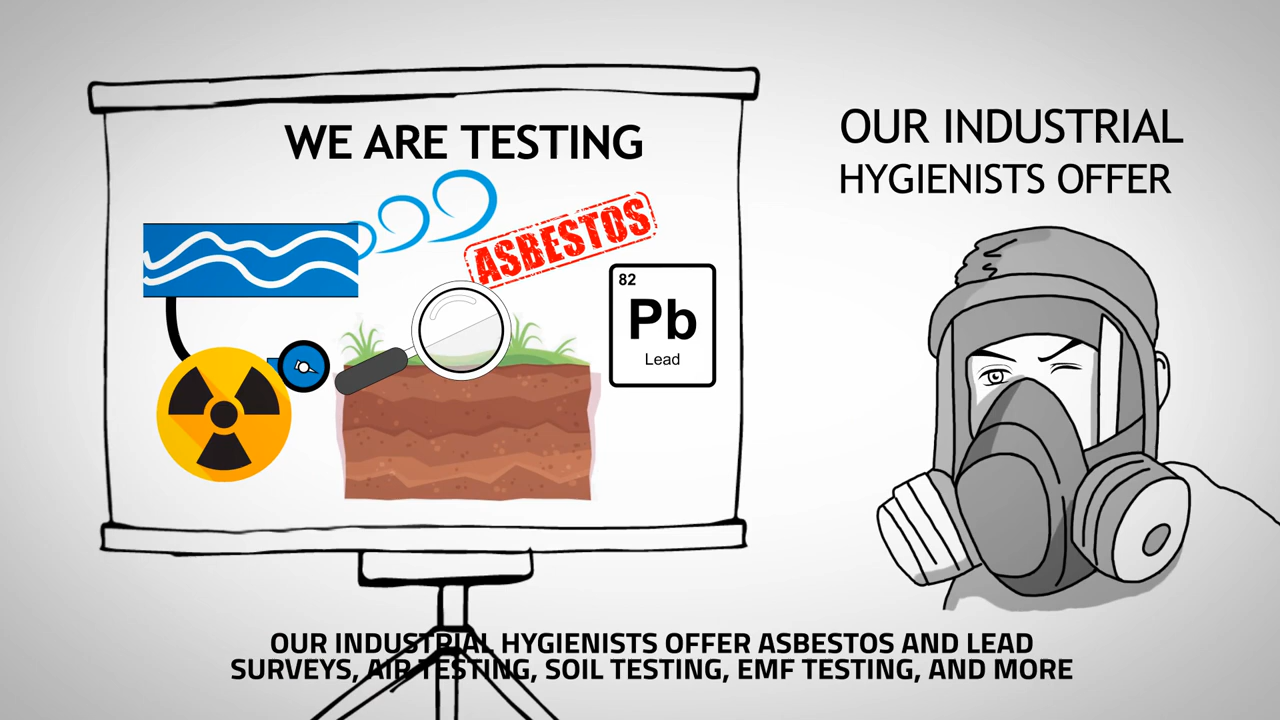 WE ARE TESTING
ASBESTOS
82
Pb
Lead
OUR INDUSTRIAL
HYGIENISTS OFFER
OUR INDUSTRIAL HYGIENISTS OFFER ASBESTOS AND LEAD
SURVEYS, AIR TESTING, SOIL TESTING, EMF TESTING, AND MORE